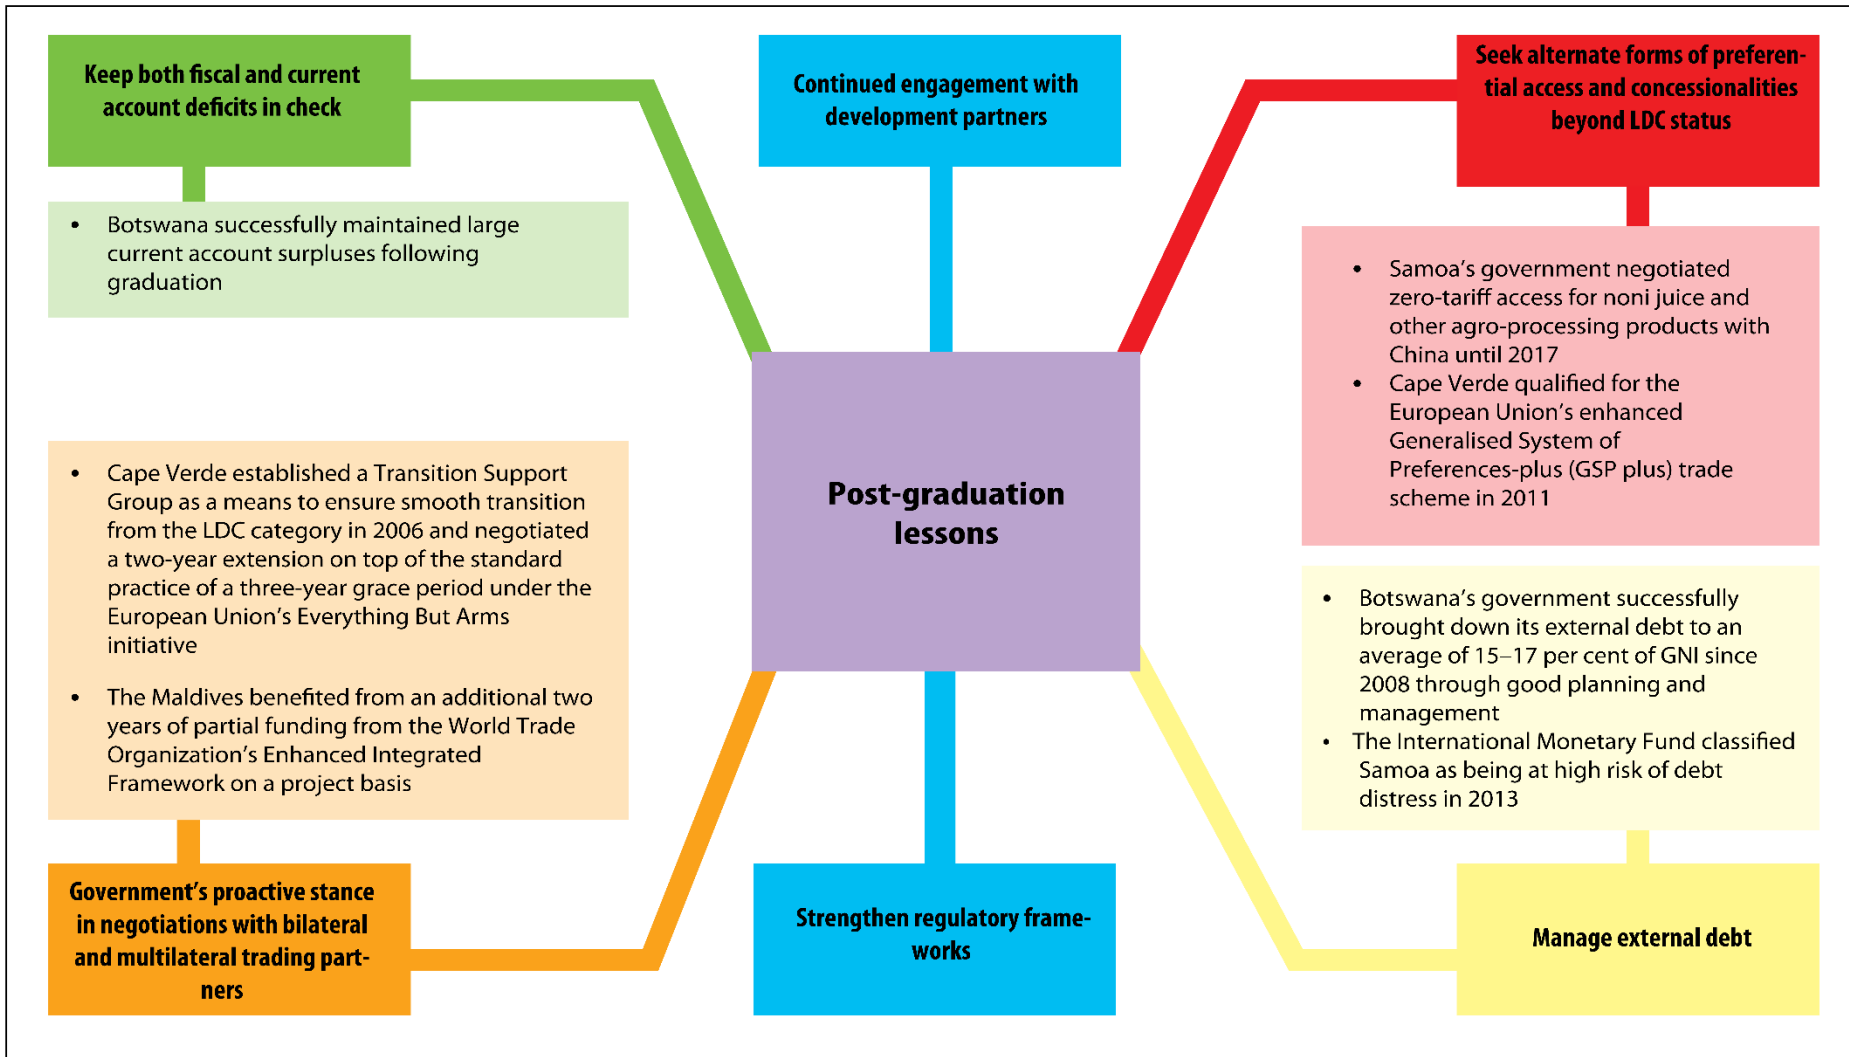 Keep both fiscal and current
account deficits in check
• Botswana successfully maintained large
current account surpluses following
graduation
Continued engagement with
development partners
Seek alternate forms of preferen-
tial access and concessionalities
beyond LDC status
• Samoa’s government negotiated
zero-tariff access for noni juice and
other agro-processing products with
China until 2017
• Cape Verde qualified for the
European Union’s enhanced
Generalised System of
Preferences-plus (GSP plus) trade
scheme in 2011
Post-graduation
lessons
• Cape Verde established a Transition Support
Group as a means to ensure smooth transition
from the LDC category in 2006 and negotiated
a two-year extension on top of the standard
practice of a three-year grace period under the
European Union’s Everything But Arms
initiative
• The Maldives benefited from an additional two
years of partial funding from the World Trade
Organization’s Enhanced Integrated
Framework on a project basis
Government’s proactive stance
in negotiations with bilateral
and multilateral trading part-
ners
Strengthen regulatory frame-
works
• Botswana’s government successfully
brought down its external debt to an
average of 15–17 per cent of GNI since
2008 through good planning and
management
• The International Monetary Fund classified
Samoa as being at high risk of debt
distress in 2013
Manage external debt